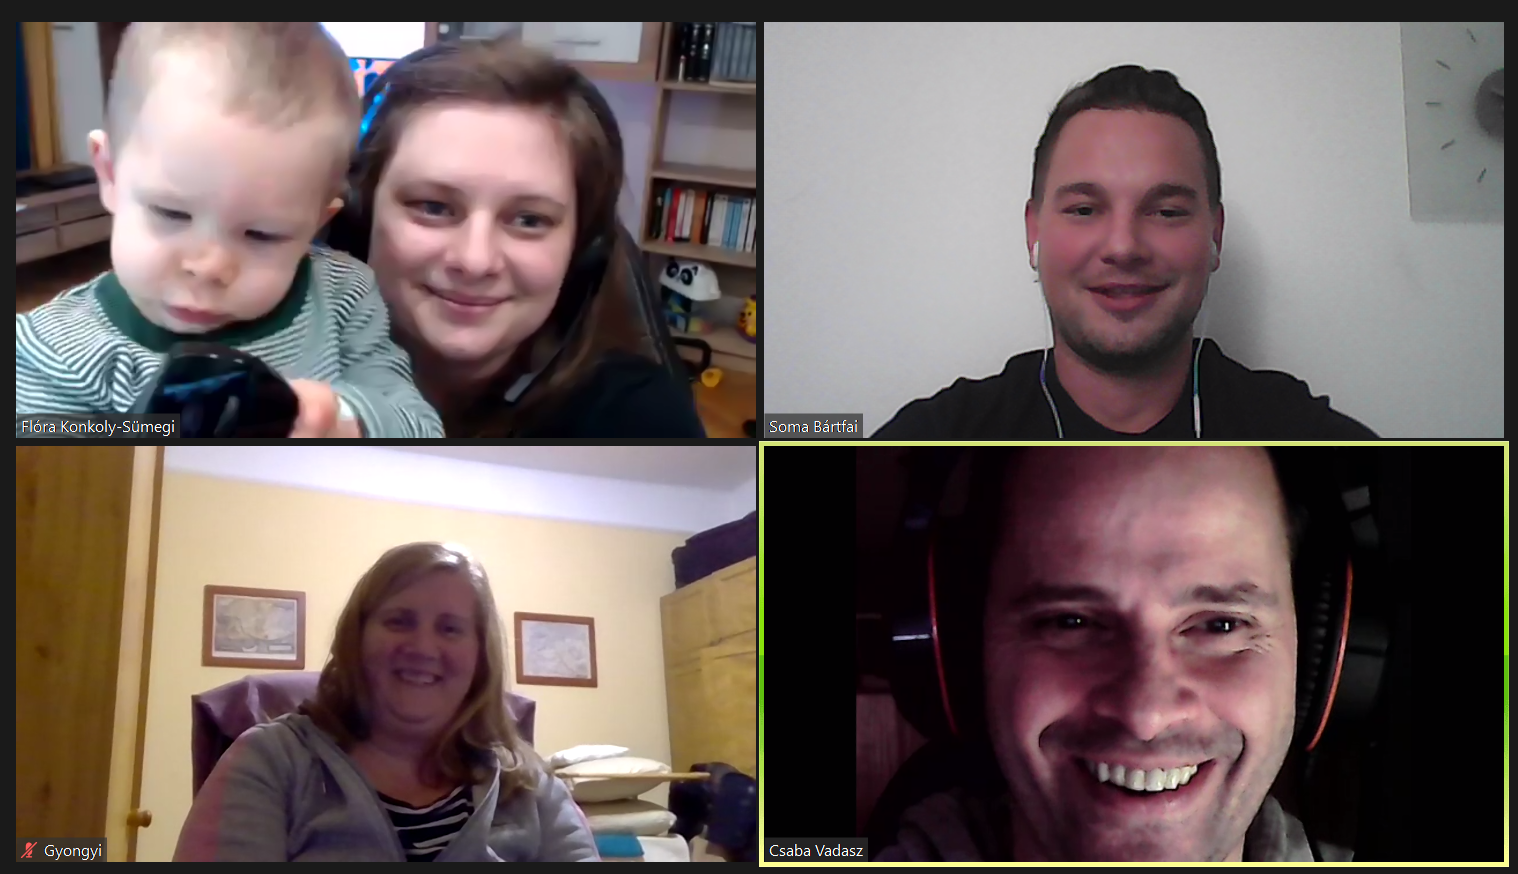 Flóra Konkoly-Sümegi
Soma Bártfai
Gyongyi
Csaba Vadasz